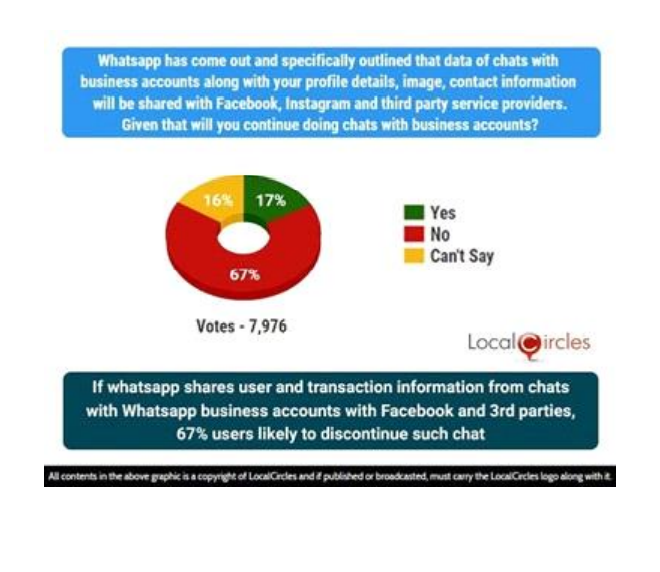 Whatsapp has come out and specifically outlined that data of chats with
business accounts along with your profile details, image, contact information
will be shared with Facebook, Instagram and third party service providers.
Given that will you continue doing chats with business accounts?
16% 17%
67%
Yes
No
Can't Say
Votes - 7,976
LocalCircles
If whatsapp shares user and transaction information from chats
with Whatsapp business accounts with Facebook and 3rd parties,
67% users likely to discontinue such chat
All contents in the above graphic is a copyright of LocalCircles and if published or broadcasted, must carry the LocalCircles logo along with it.